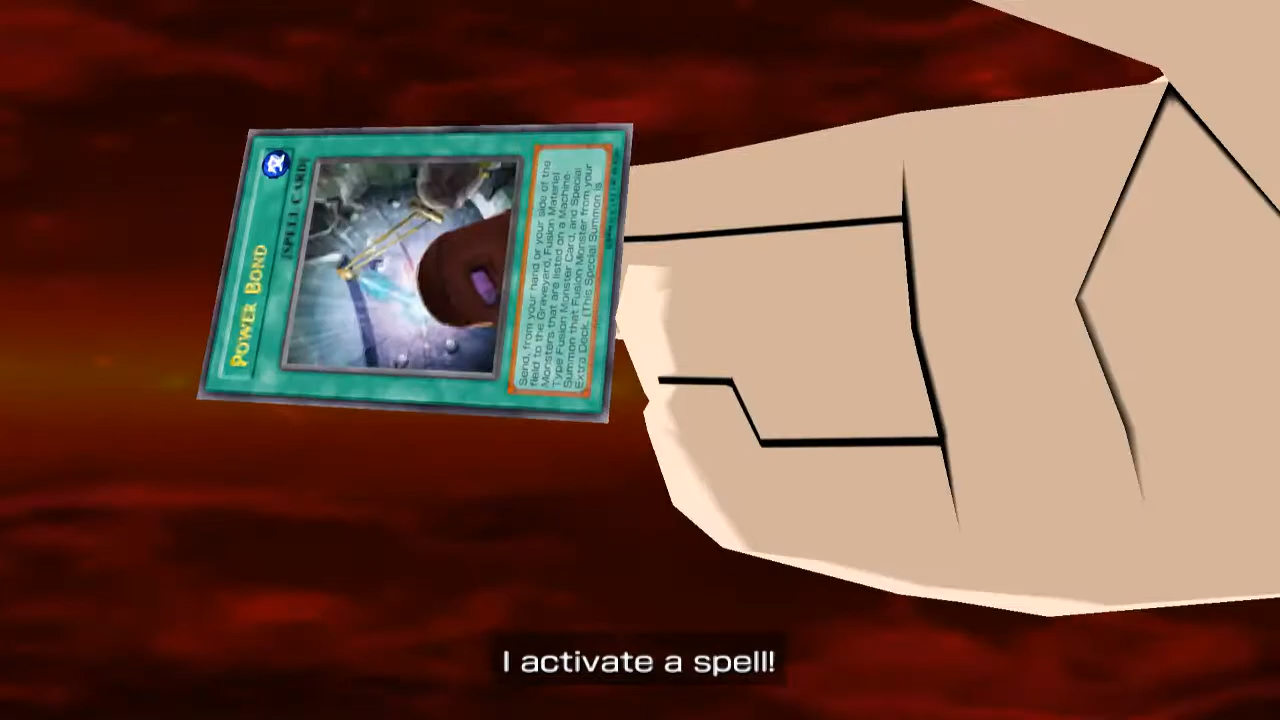 POWER BOND
[SPELL CARD]
Send, from your hand or your side of the
field to the Graveyard, Fusion Material
Monsters that are listed on a Machine-
Type Fusion Monster Card, and Special
Summon that Fusion Monster from your
Extra Deck. (This Special Summon is
I activate a spell!